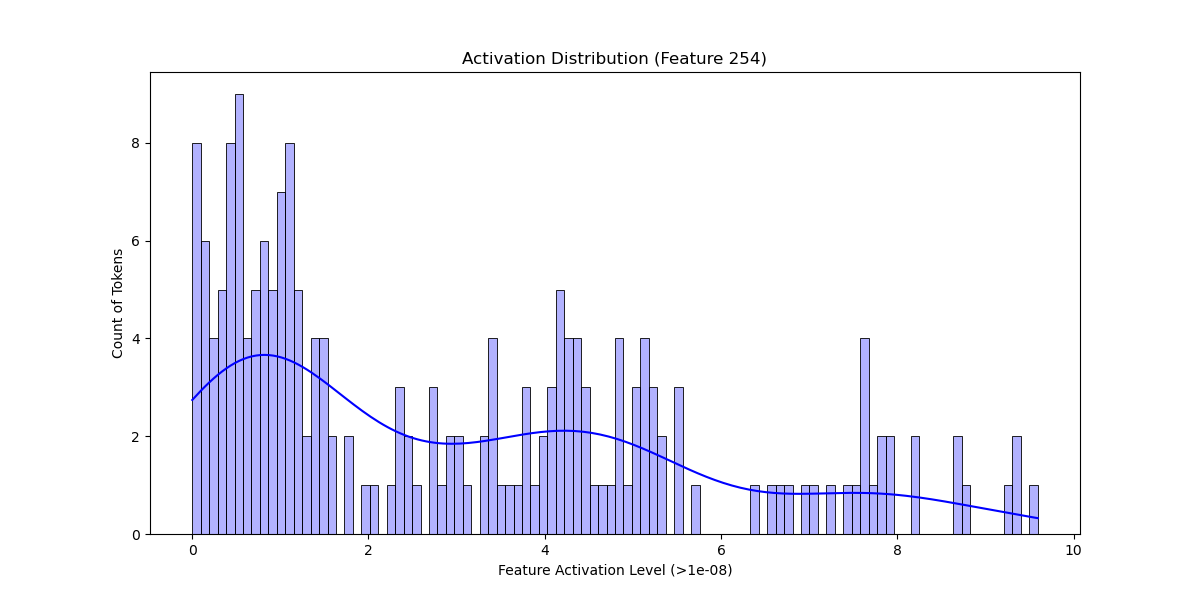 Activation Distribution (Feature 254)
8
6
4
2
0
Count of Tokens
0 2 4 6 8 10
Feature Activation Level (>1e-08)